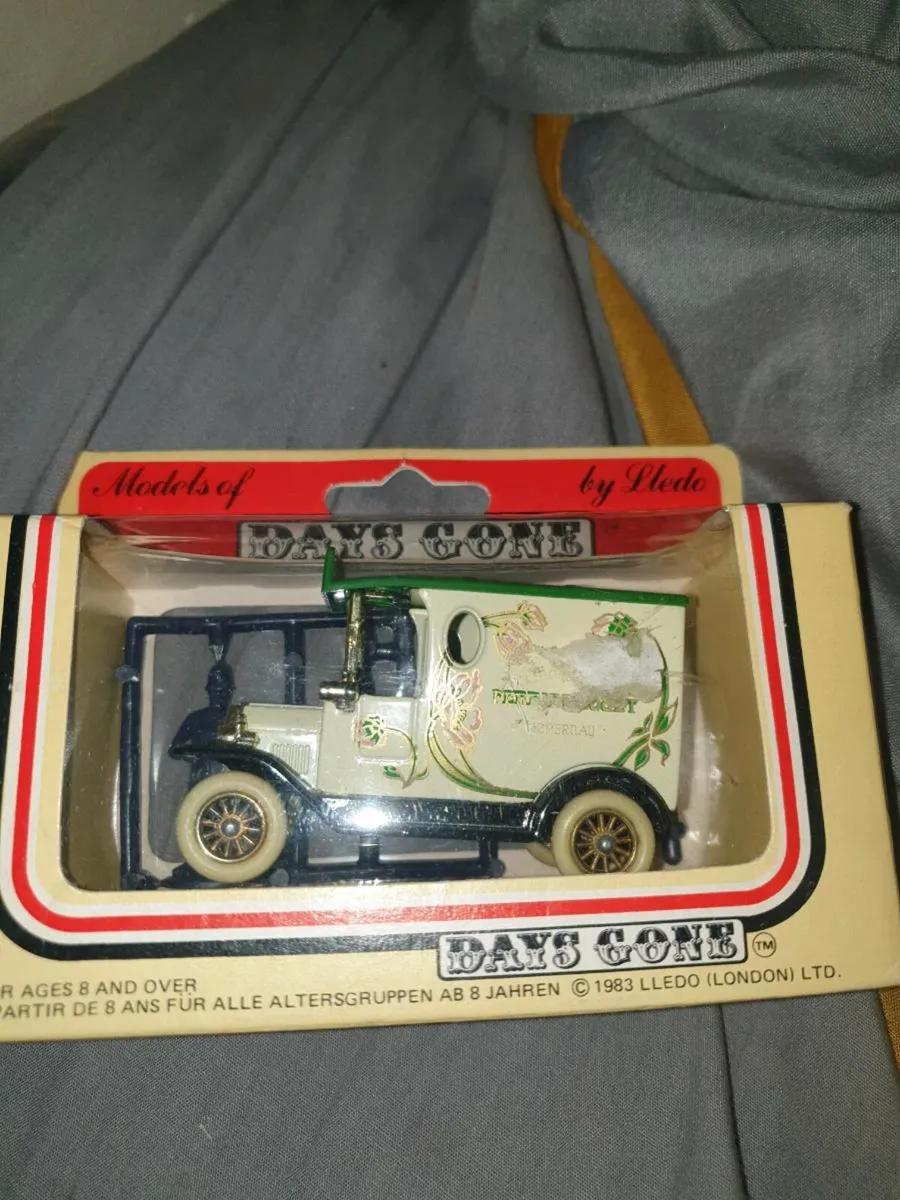 Models of by Lledo
DAYS GONE
DAYS GONE TM
R AGES 8 AND OVER
PARTIR DE 8 ANS FÜR ALLE ALTERSGRUPPEN AB 8 JAHREN © 1983 LLEDO (LONDON) LTD.